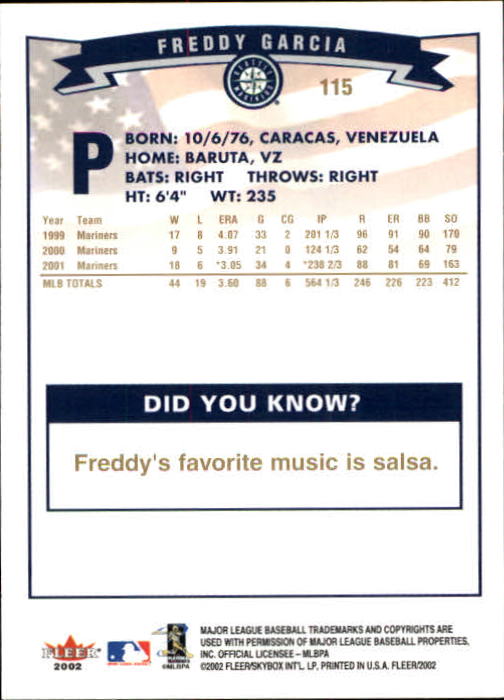 FREDDY GARCIA
SEATTLE MARINERS
115
P
BORN: 10/6/76, CARACAS, VENEZUELA
HOME: BARUTA, VZ
BATS: RIGHT THROWS: RIGHT
HT: 6'4" WT: 235
Year Team W L ERA G CG IP R ER BB SO
1999 Mariners 17 8 4.07 33 2 201 1/3 96 91 90 170
2000 Mariners 9 5 3.91 21 0 124 1/3 62 54 64 79
2001 Mariners 18 6 *3.05 34 4 *238 2/3 88 81 69 163
MLB TOTALS 44 19 3.60 88 6 564 1/3 246 226 223 412
DID YOU KNOW?
Freddy's favorite music is salsa.
FLEER
2002
©MLBPA
MAJOR LEAGUE BASEBALL TRADEMARKS AND COPYRIGHTS ARE
USED WITH PERMISSION OF MAJOR LEAGUE BASEBALL PROPERTIES,
INC. OFFICIAL LICENSEE – MLBPA
©2002 FLEER/SKYBOX INT'L. LP, PRINTED IN U.S.A. FLEER/2002